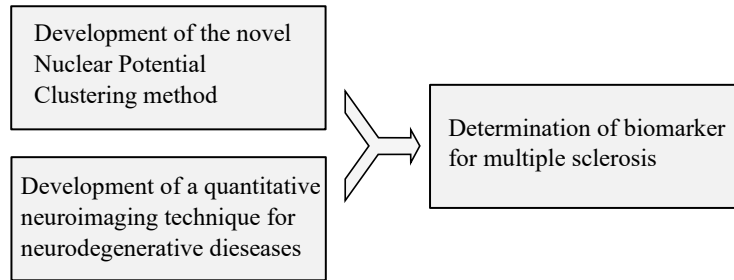 Development of the novel
Nuclear Potential
Clustering method
Development of a quantitative
neuroimaging technique for
neurodegenerative dieseases
Determination of biomarker
for multiple sclerosis